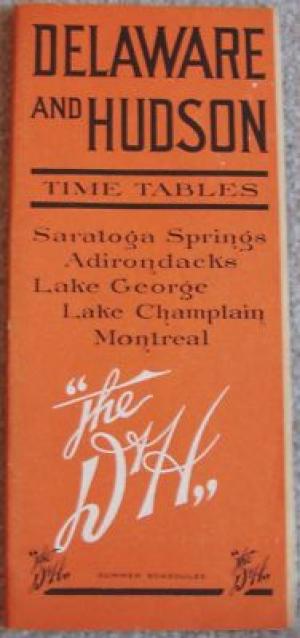 DELAWARE
AND HUDSON
TIME TABLES
Saratoga Springs
Adirondacks
Lake George
Lake Champlain
Montreal
"The
D&H"
"The
D&H"
SUMMER SCHEDULES
"The
D&H"